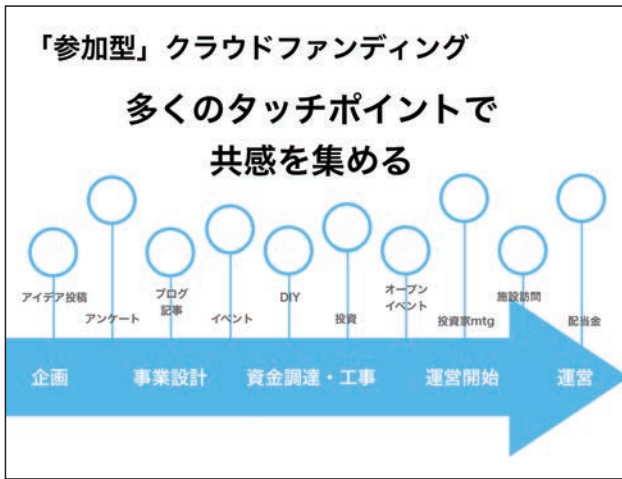 「参加型」クラウドファンディング
多くのタッチポイントで
共感を集める
アイデア投稿
アンケート
ブログ
記事
イベント
DIY
投資
オープン
イベント
投資家mtg
施設訪問
配当金
企画
事業設計
資金調達・工事
運営開始
運営